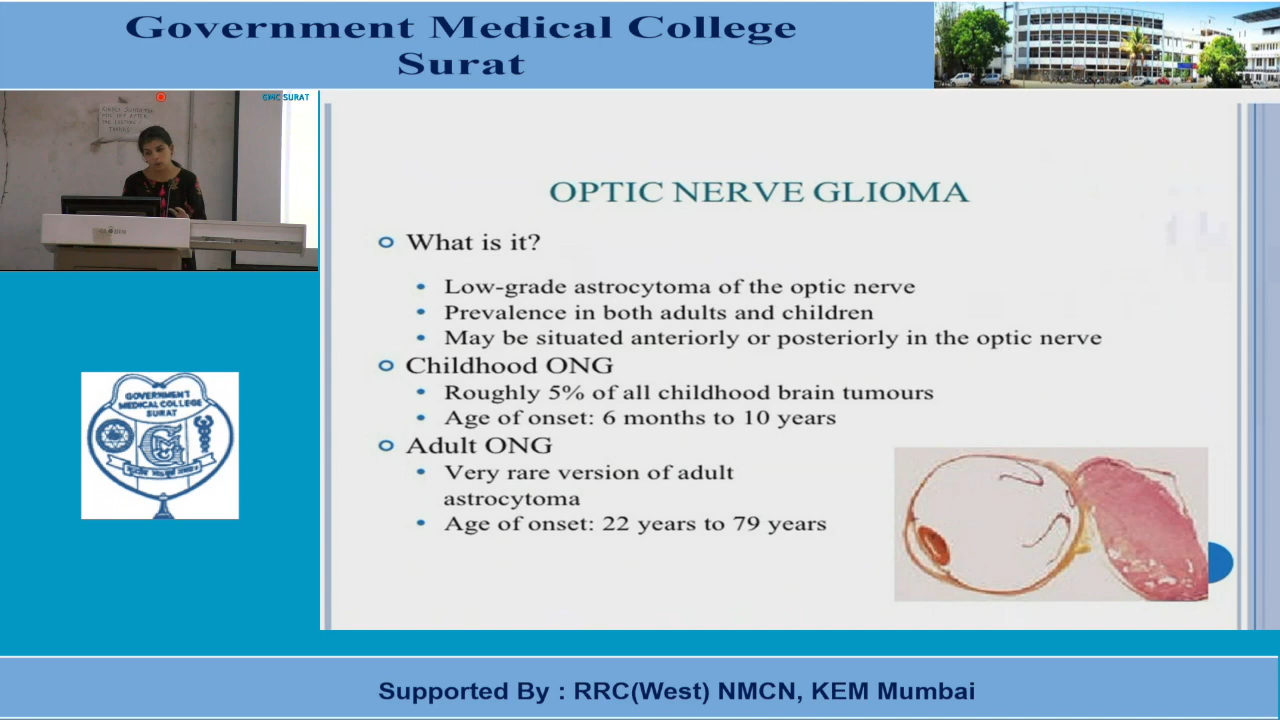 Government Medical College
Surat
GMC SURAT
OPTIC NERVE GLIOMA
What is it?
Low-grade astrocytoma of the optic nerve
Prevalence in both adults and children
May be situated anteriorly or posteriorly in the optic nerve
Childhood ONG
Roughly 5% of all childhood brain tumours
Age of onset: 6 months to 10 years
Adult ONG
Very rare version of adult
astrocytoma
Age of onset: 22 years to 79 years
GOVERNMENT
MEDICAL COLLEGE
SURAT
Supported By : RRC(West) NMCN, KEM Mumbai